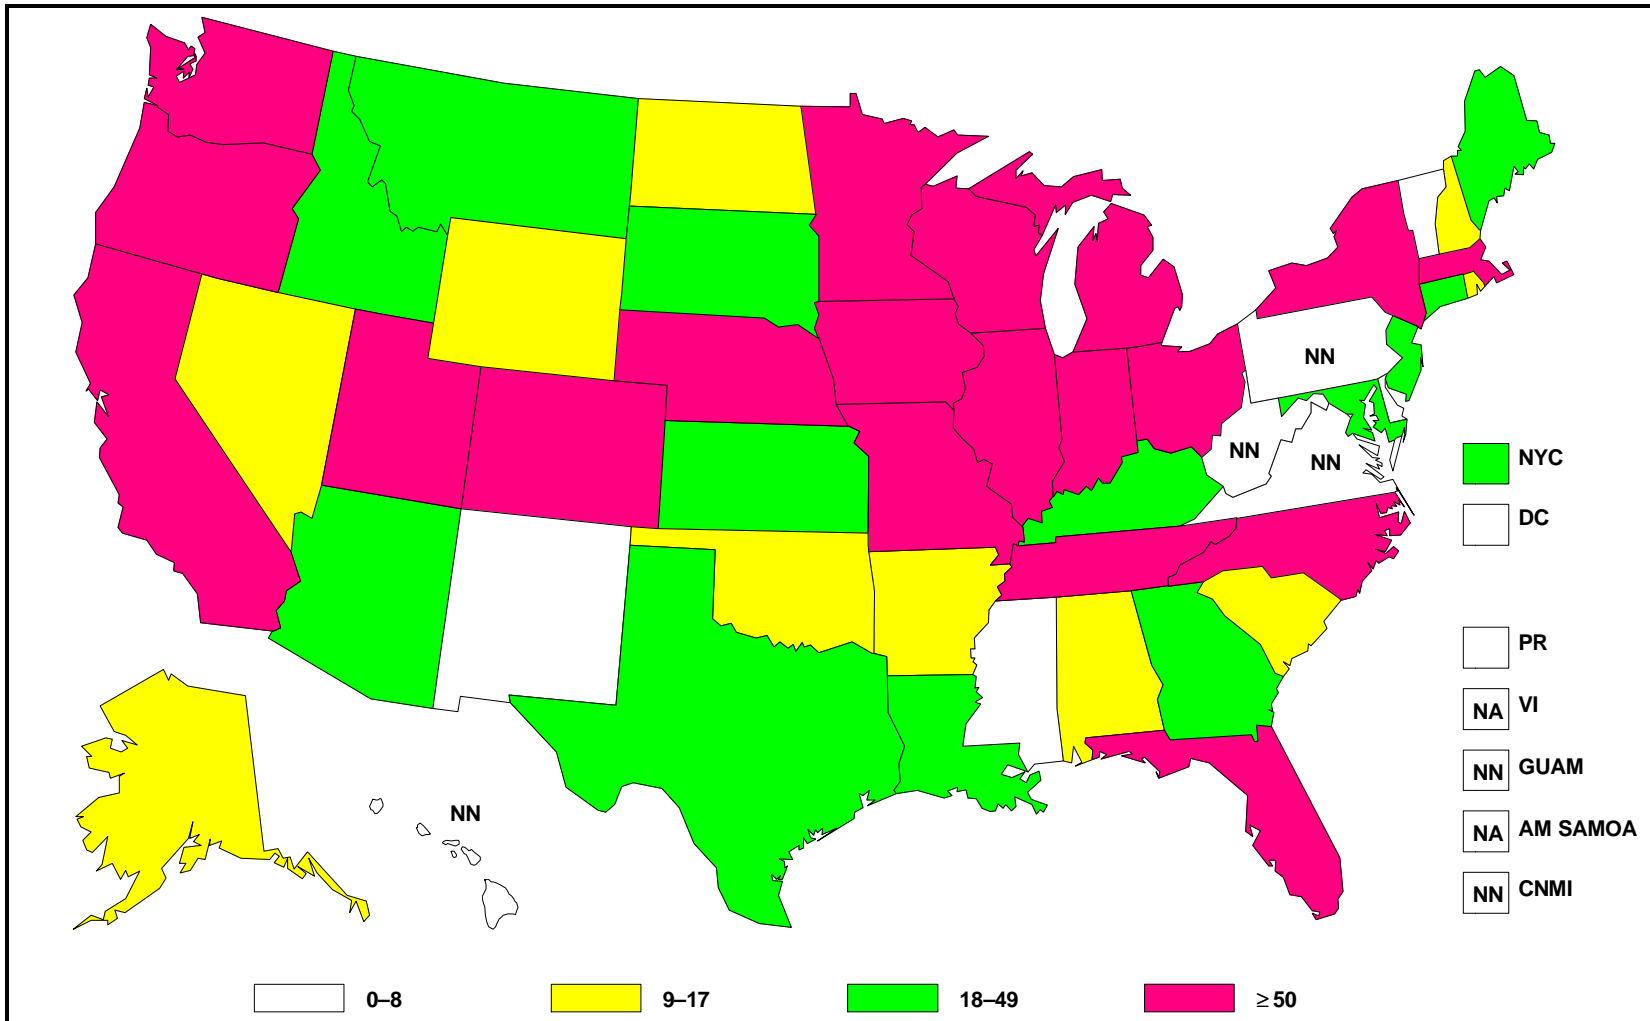 NN
NN
NN
NYC
DC
PR
NA VI
NN GUAM
NN
NA AM SAMOA
NN CNMI
0–8 9–17 18–49 ≥ 50